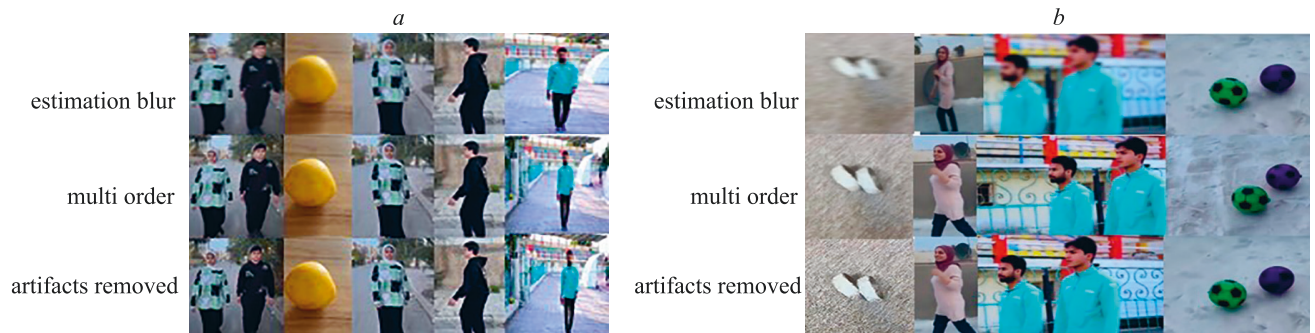 a
b
estimation blur
estimation blur
multi order
multi order
artifacts removed
artifacts removed